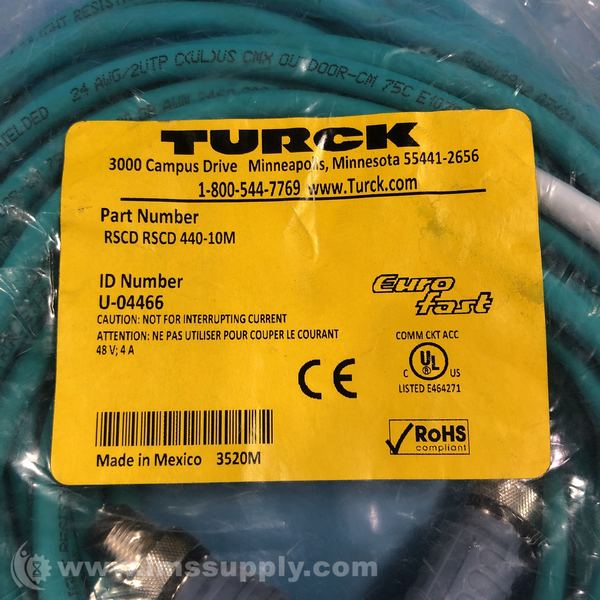 SHIELDED 24 AWG/2UTP C(UL)US CMX OUTDOOR-CM 75C
TURCK
3000 Campus Drive Minneapolis, Minnesota 55441-2656
1-800-544-7769 www.Turck.com
Part Number
RSCD RSCD 440-10M
ID Number
U-04466
CAUTION: NOT FOR INTERRUPTING CURRENT
ATTENTION: NE PAS UTILISER POUR COUPER LE COURANT
48 V; 4 A
Euro
fast
COMM CKT ACC
C UL ® US
LISTED E464271
CE
RoHS
compliant
Made in Mexico 3520M